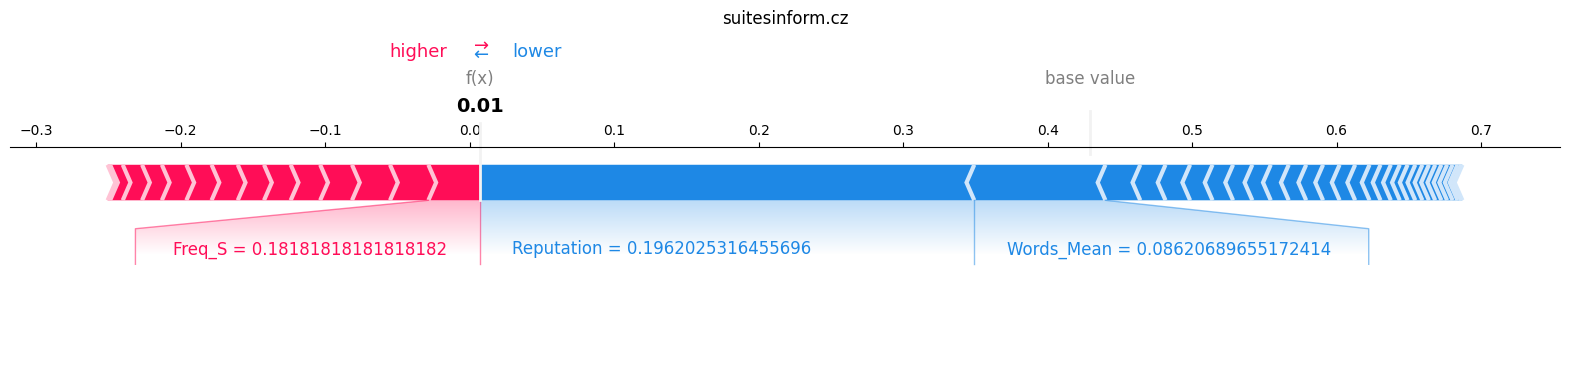 suitesinform.cz
higher → lower
←
f(x) base value
0.01
−0.3 −0.2 −0.1 0.0 0.1 0.2 0.3 0.4 0.5 0.6 0.7
Freq_S = 0.18181818181818182 Reputation = 0.1962025316455696 Words_Mean = 0.08620689655172414